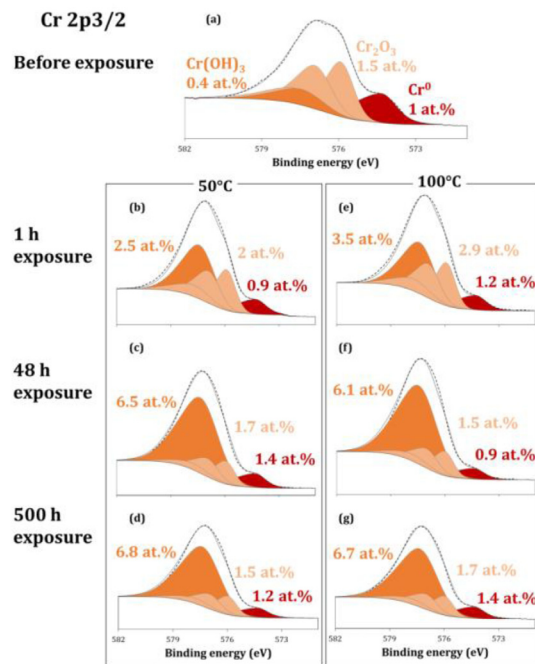 Cr 2p3/2
(a)
Before exposure
Cr(OH)₃
0.4 at.%
Cr₂O₃
1.5 at.%
Cr⁰
1 at.%
582 579 576 573
Binding energy (eV)
50°C
100°C
1 h
exposure
(b)
2.5 at.%
2 at.%
0.9 at.%
(e)
3.5 at.%
2.9 at.%
1.2 at.%
48 h
exposure
(c)
6.5 at.%
1.7 at.%
1.4 at.%
(f)
6.1 at.%
1.5 at.%
0.9 at.%
500 h
exposure
(d)
6.8 at.%
1.5 at.%
1.2 at.%
(g)
6.7 at.%
1.7 at.%
1.4 at.%
582 579 576 573
Binding energy (eV)
582 579 576 573
Binding energy (eV)